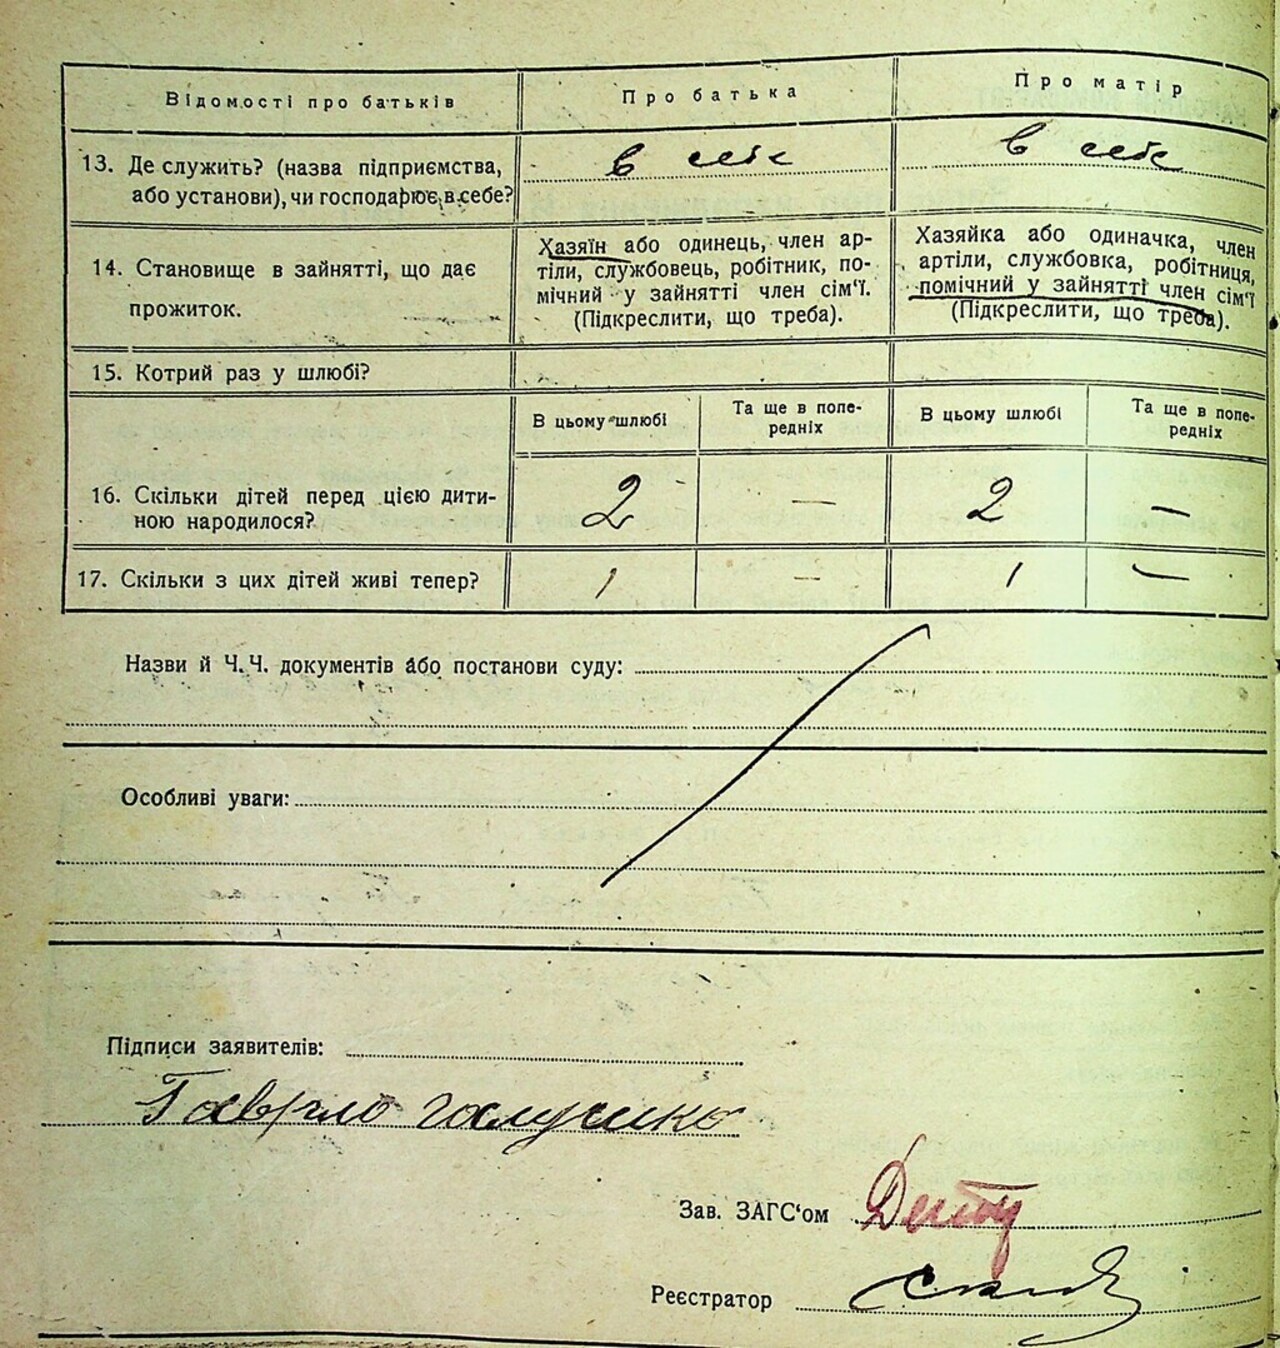 Відомості про батьків Про батька Про матір
13. Де служить? (назва підприємства, в себе в себе
або установи), чи господарює в себе?
Хазяїн або одинець, член ар- Хазяйка або одиначка, член
14. Становище в зайнятті, що дає тіли, службовець, робітник, по- артіли, службовка, робітниця,
прожиток. мічний у зайнятті член сім'ї. помічний у зайнятті член сім'ї
(Підкреслити, що треба). (Підкреслити, що треба).
15. Котрий раз у шлюбі?
В цьому шлюбі Та ще в попе- В цьому шлюбі Та ще в попе-
редніх редніх
16. Скільки дітей перед цією дити- 2 — 2 —
ною народилося?
17. Скільки з цих дітей живі тепер? 1 — 1 —
Назви й Ч.Ч. документів або постанови суду:
Особливі уваги:
Підписи заявителів:
Гаврло галушко
Зав. ЗАГС'ом
Реєстратор